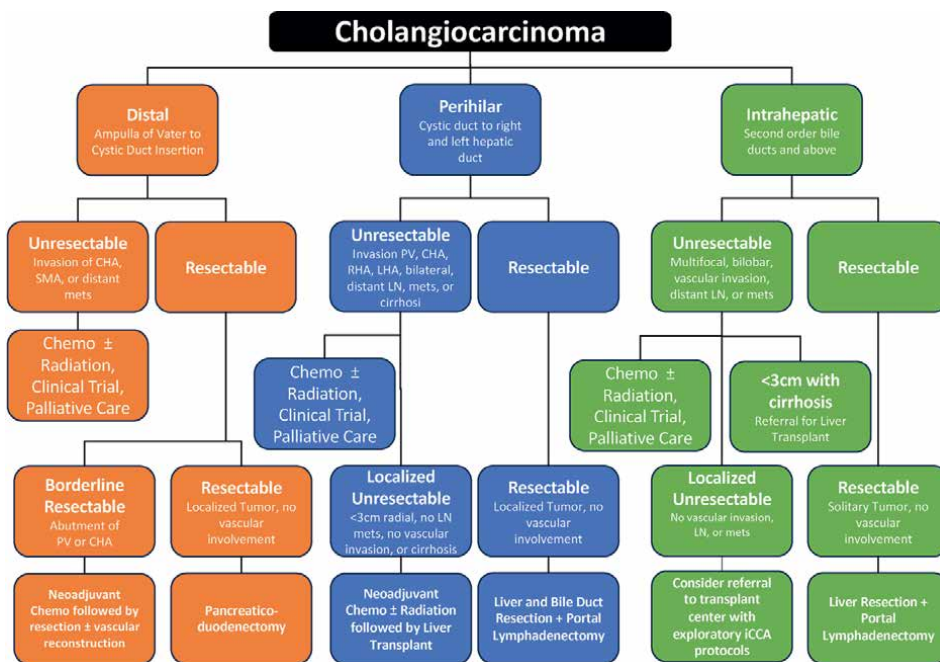 Cholangiocarcinoma
Distal
Ampulla of Vater to
Cystic Duct Insertion
Perihilar
Cystic duct to right
and left hepatic
duct
Intrahepatic
Second order bile
ducts and above
Unresectable
Invasion of CHA,
SMA, or distant
mets
Resectable
Unresectable
Invasion PV, CHA,
RHA, LHA, bilateral,
distant LN, mets, or
cirrhosi
Resectable
Unresectable
Multifocal, bilobar,
vascular invasion,
distant LN, or mets
Resectable
Chemo ±
Radiation,
Clinical Trial,
Palliative Care
Chemo ±
Radiation,
Clinical Trial,
Palliative Care
Chemo ±
Radiation,
Clinical Trial,
Palliative Care
<3cm with
cirrhosis
Referral for Liver
Transplant
Borderline
Resectable
Abutment of
PV or CHA
Resectable
Localized Tumor, no
vascular
involvement
Localized
Unresectable
<3cm radial, no LN
mets, no vascular
invasion, or cirrhosis
Resectable
Localized Tumor, no
vascular
involvement
Localized
Unresectable
No vascular invasion,
LN, or mets
Resectable
Solitary Tumor, no
vascular
involvement
Neoadjuvant
Chemo followed by
resection ± vascular
reconstruction
Pancreatico-
duodenectomy
Neoadjuvant
Chemo ± Radiation
followed by Liver
Transplant
Liver and Bile Duct
Resection + Portal
Lymphadenectomy
Consider referral
to transplant
center with
exploratory iCCA
protocols
Liver Resection +
Portal
Lymphadenectomy